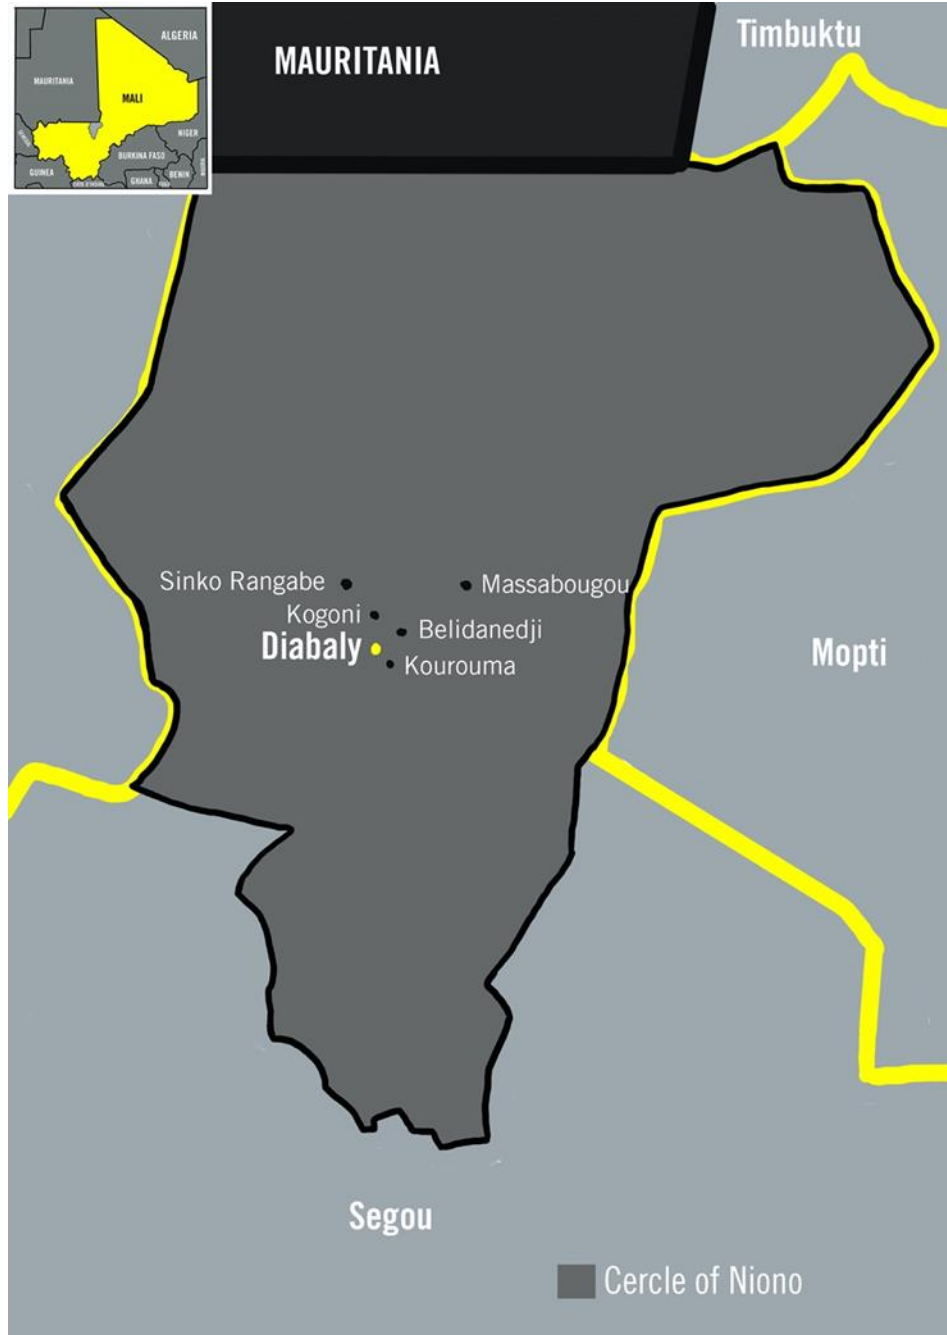 ALGERIA
MAURITANIA
MALI
NIGER
BURKINA FASO
GUINEA
BENIN
GHANA
MAURITANIA
Timbuktu
Sinko Rangabe
Massabougou
Kogoni
Belidanedji
Diabaly
Kourouma
Mopti
Segou
Cercle of Niono